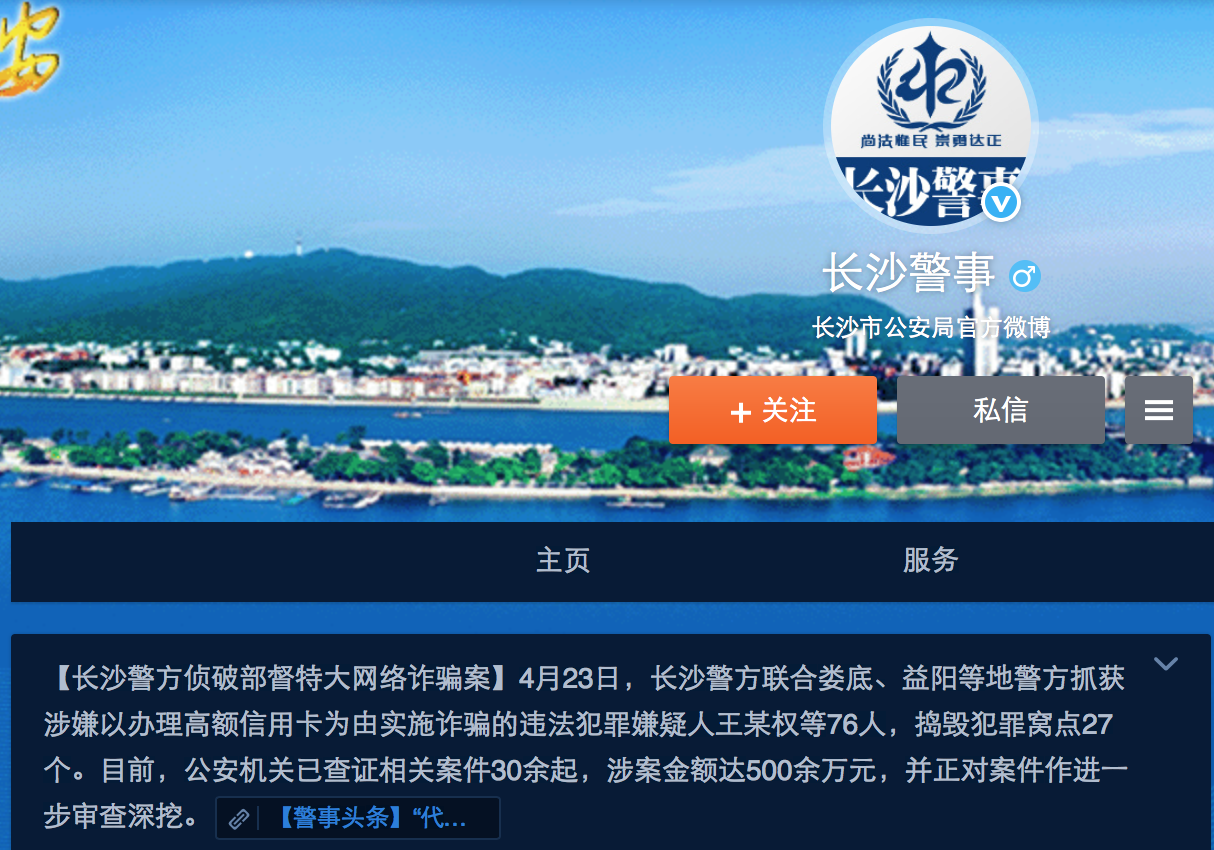 尚法惟民 崇勇达正
长沙警事
长沙警事
长沙市公安局官方微博
+ 关注
私信
主页
服务
【长沙警方侦破部督特大网络诈骗案】4月23日，长沙警方联合娄底、益阳等地警方抓获
涉嫌以办理高额信用卡为由实施诈骗的违法犯罪嫌疑人王某权等76人，捣毁犯罪窝点27
个。目前，公安机关已查证相关案件30余起，涉案金额达500余万元，并正对案件作进一
步审查深挖。 【警事头条】“代...